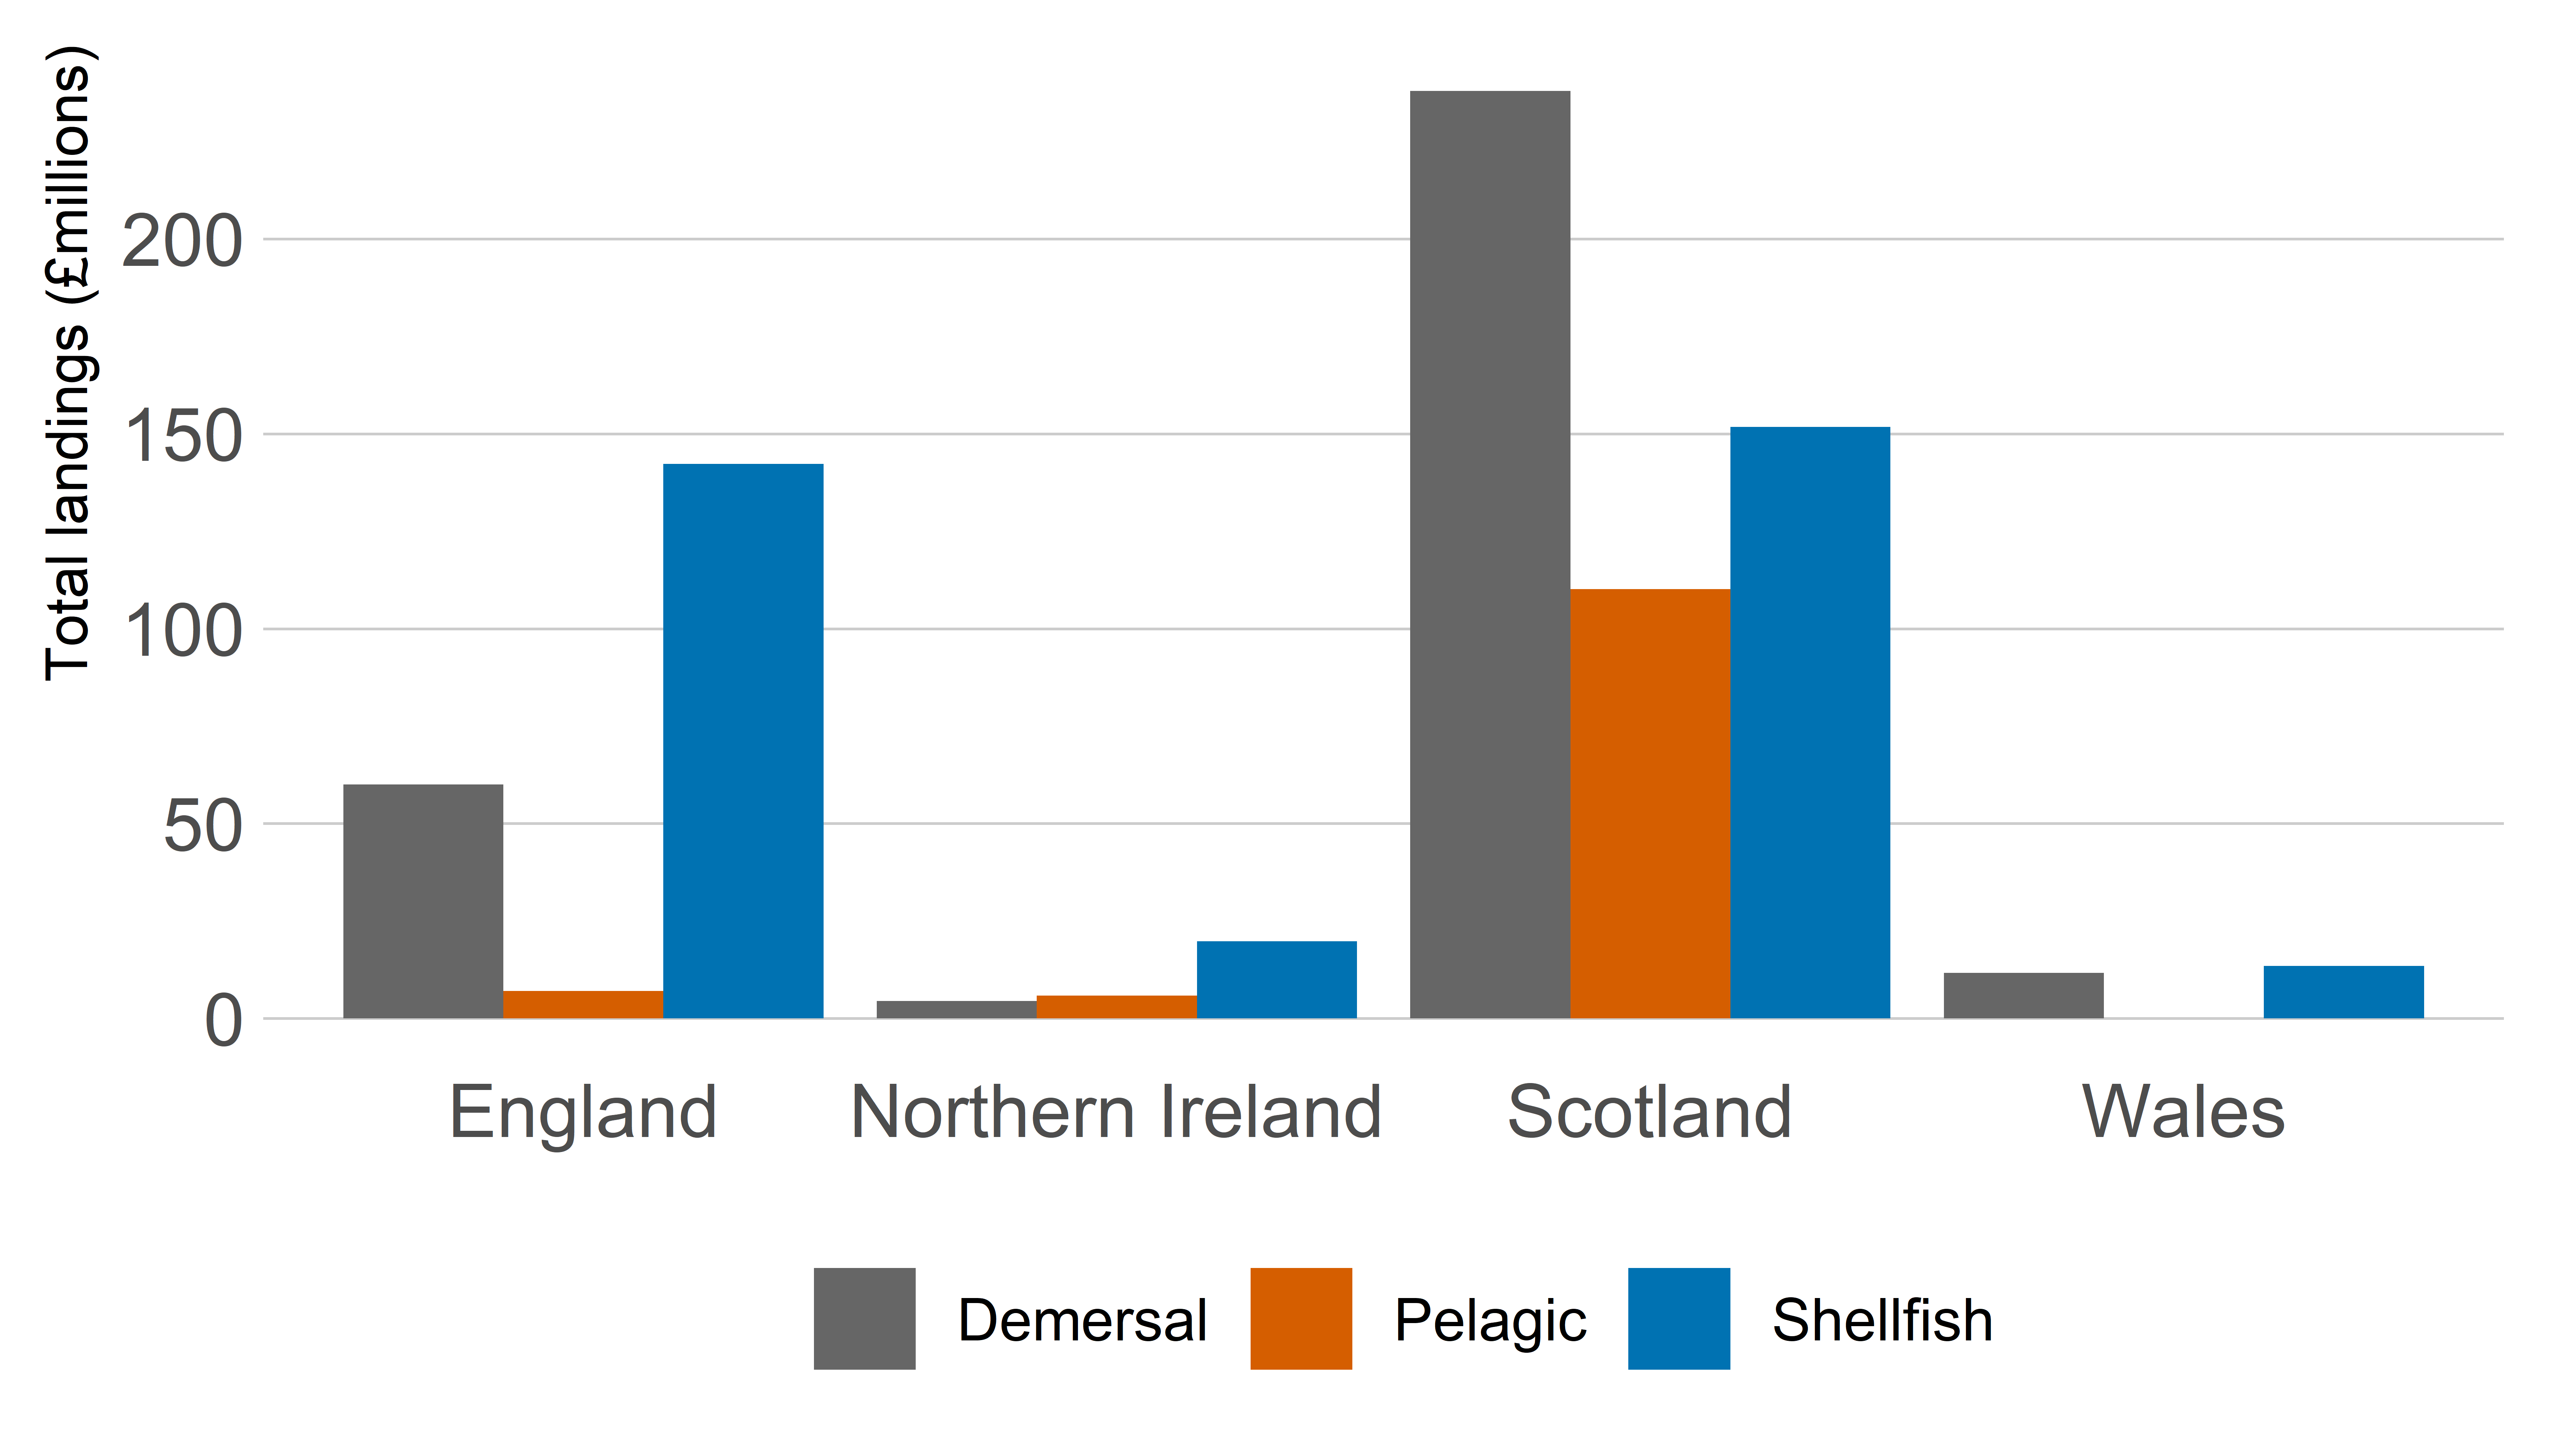 Total landings (£millions)
200
150
100
50
0
England Northern Ireland Scotland Wales
Demersal Pelagic Shellfish